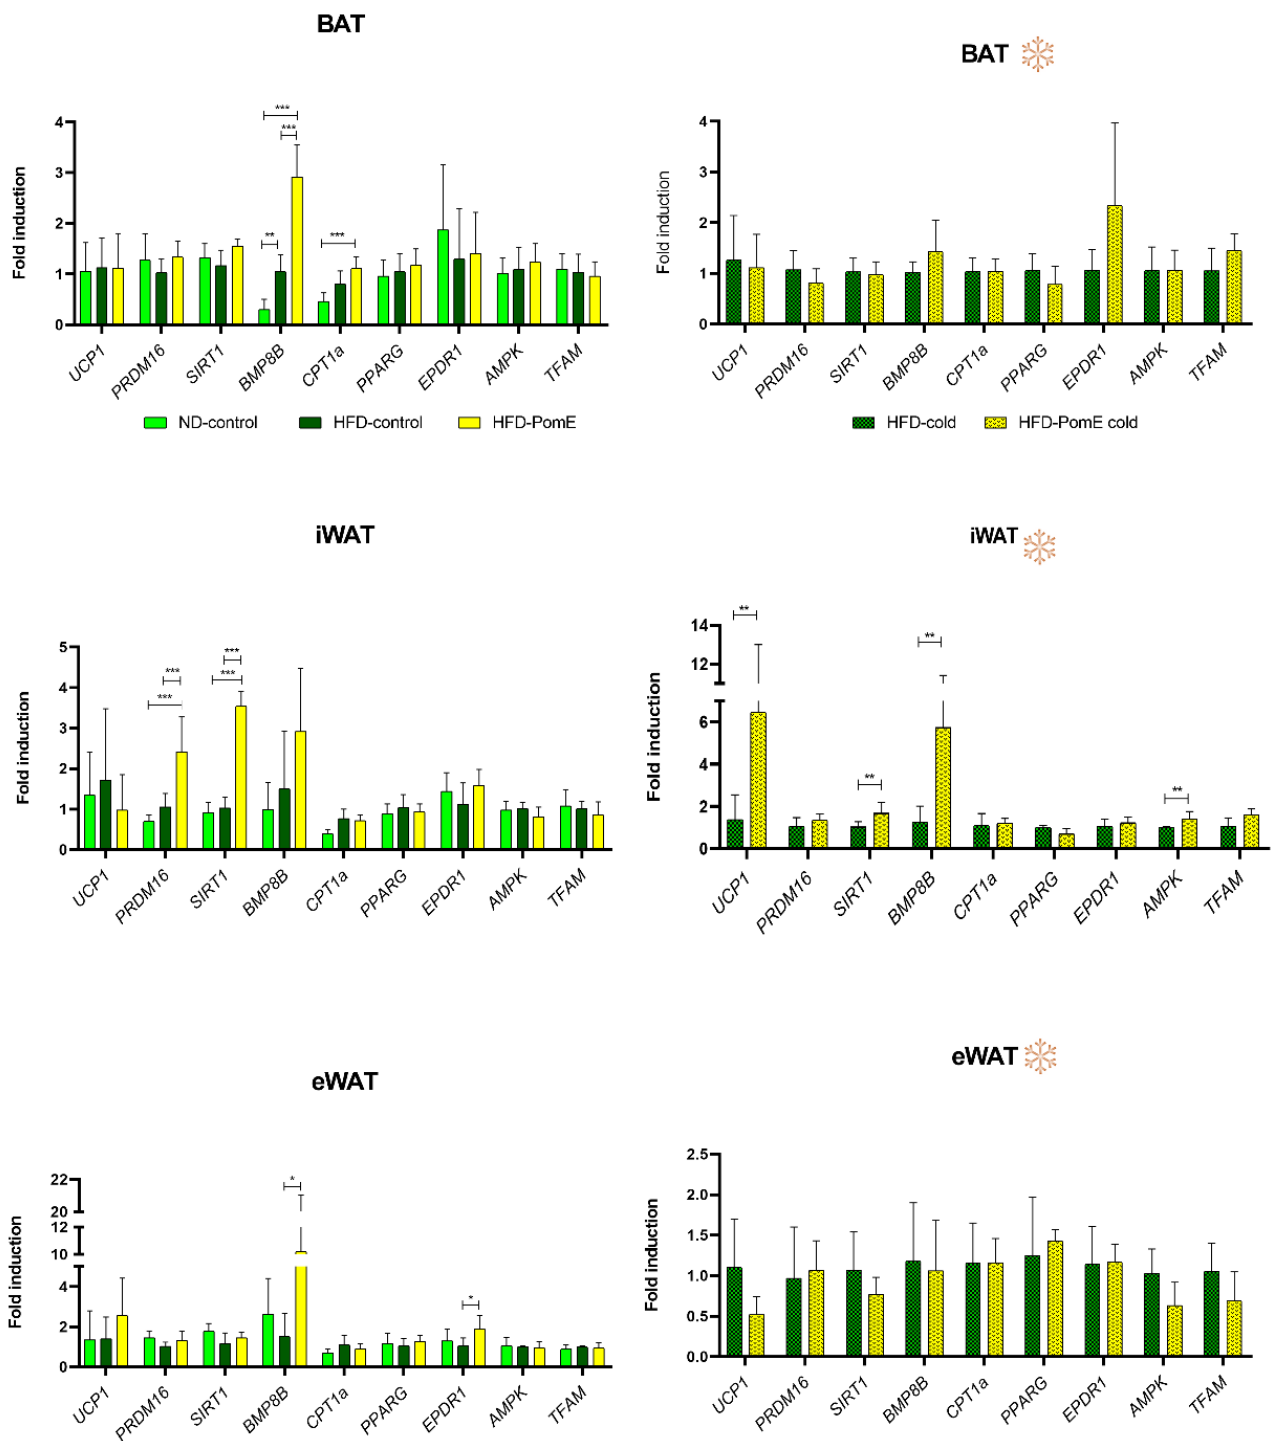 BAT
Fold induction
4
3
2
1
0
***
***
**
***
UCP1 PRDM16 SIRT1 BMP8B CPT1a PPARG EPDR1 AMPK TFAM
ND-control HFD-control HFD-PomE
BAT
Fold induction
4
3
2
1
0
UCP1 PRDM16 SIRT1 BMP8B CPT1a PPARG EPDR1 AMPK TFAM
HFD-cold HFD-PomE cold
iWAT
Fold induction
5
4
3
2
1
0
***
***
***
***
UCP1 PRDM16 SIRT1 BMP8B CPT1a PPARG EPDR1 AMPK TFAM
iWAT
Fold induction
14
12
6
4
2
0
**
**
**
**
UCP1 PRDM16 SIRT1 BMP8B CPT1a PPARG EPDR1 AMPK TFAM
eWAT
Fold induction
22
20
12
10
4
2
0
*
*
UCP1 PRDM16 SIRT1 BMP8B CPT1a PPARG EPDR1 AMPK TFAM
eWAT
Fold induction
2.5
2.0
1.5
1.0
0.5
0.0
UCP1 PRDM16 SIRT1 BMP8B CPT1a PPARG EPDR1 AMPK TFAM